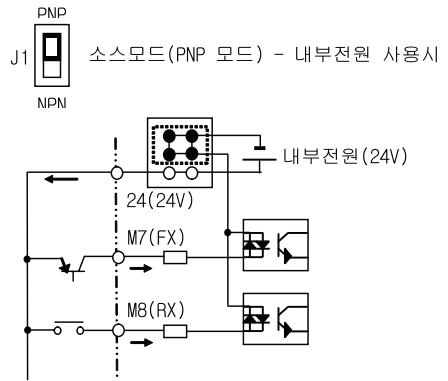 PNP
J1
소스모드(PNP 모드) - 내부전원 사용시
NPN
내부전원(24V)
24(24V)
M7(FX)
M8(RX)